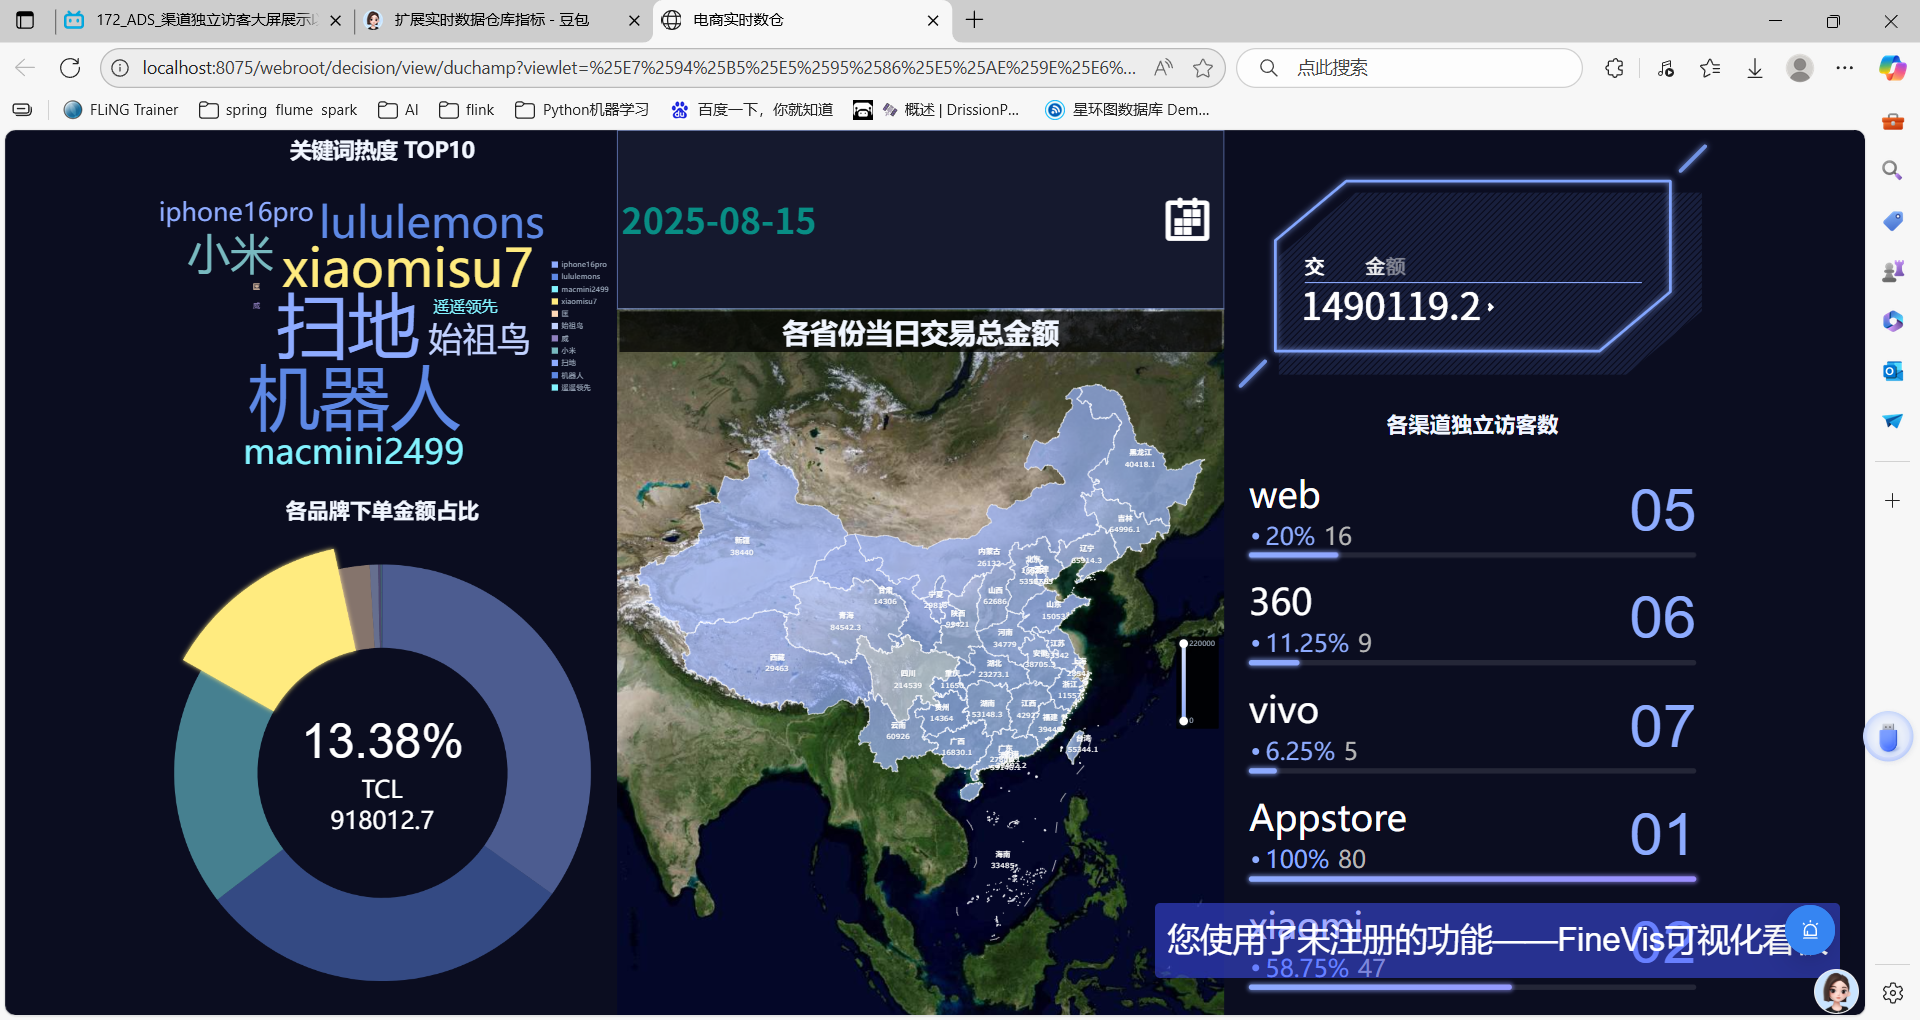 172_ADS_渠道独立访客大屏展示
扩展实时数据仓库指标 - 豆包
电商实时数仓
localhost:8075/webroot/decision/view/duchamp?viewlet=%25E7%2594%25B5%25E5%2595%2586%25E5%25AE%259E%25E6%...
点此搜索
FLiNG Trainer
spring flume spark
AI
flink
Python机器学习
百度一下，你就知道
概述 | DrissionP...
星环图数据库 Dem...
关键词热度 TOP10
iphone16pro
lululemons
小米
xiaomisu7
匡
威
扫地
遥遥领先
始祖鸟
机器人
macmini2499
iphone16pro
lululemons
macmini2499
xiaomisu7
匡
始祖鸟
威
小米
扫地
机器人
遥遥领先
各品牌下单金额占比
13.38%
TCL
918012.7
2025-08-15
各省份当日交易总金额
黑龙江
40418.1
吉林
64996.1
辽宁
65914.3
新疆
38440
内蒙古
26132
北京
甘肃
14306
宁夏
山西
62686
山东
青海
84542.3
陕西
河南
34779
江苏
西藏
29463
四川
214539
重庆
湖北
23273.1
安徽
38705.3
上海
浙江
贵州
14364
湖南
53148.3
江西
福建
云南
60926
广西
16830.1
广东
台湾
55344.1
海南
33485
220000
0
交 金额
1490119.2
各渠道独立访客数
web
05
• 20% 16
360
06
• 11.25% 9
vivo
07
• 6.25% 5
Appstore
01
• 100% 80
xiaomi
02
• 58.75% 47
您使用了未注册的功能——FineVis可视化看